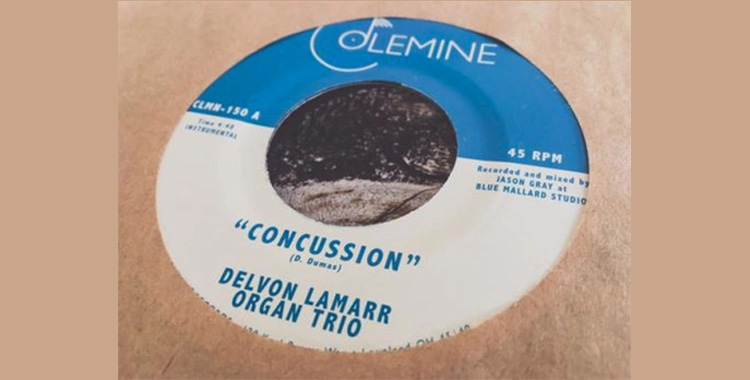 COLEMINE
CLMN-150 A
Time 4:48
INSTRUMENTAL
45 RPM
Recorded and mixed by
JASON GRAY at
BLUE MALLARD STUDIO
"CONCUSSION"
(D. Dumas)
DELVON LAMARR
ORGAN TRIO